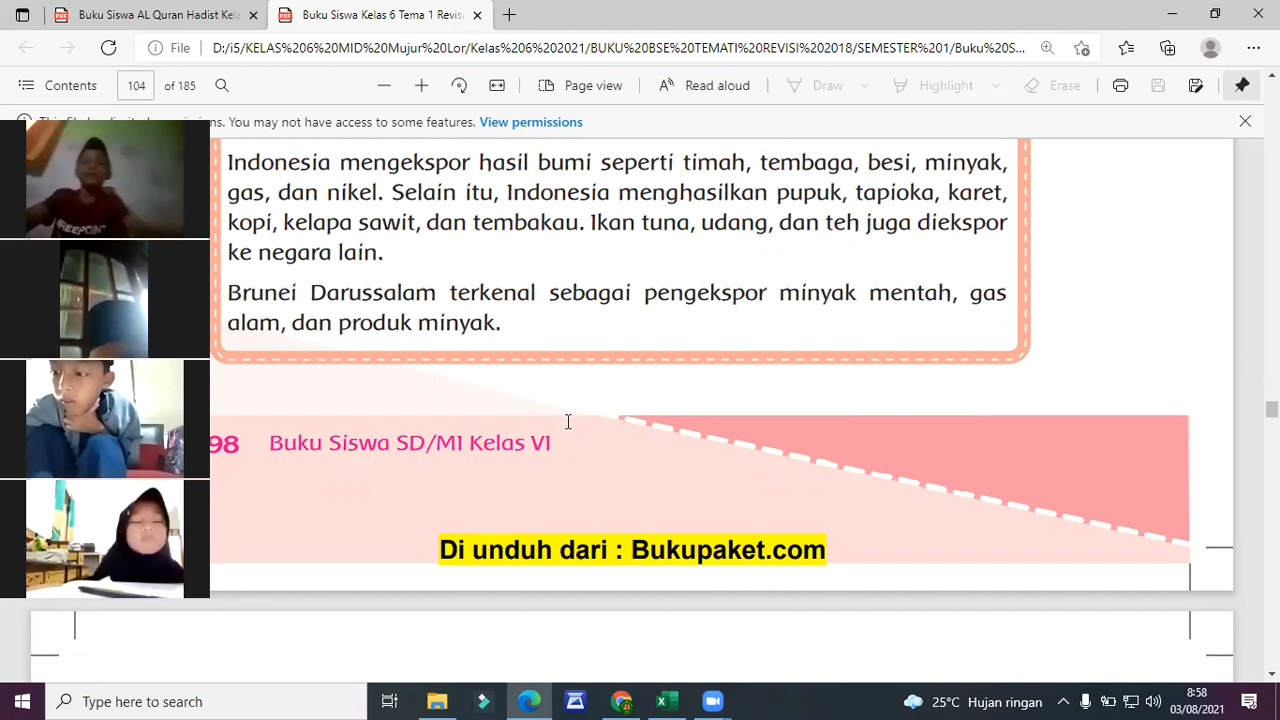 Buku Siswa AL Quran Hadist Kela
Buku Siswa Kelas 6 Tema 1 Revis
File
D:/i5/KELAS%206%20MID%20Mujur%20Lor/Kelas%206%202021/BUKU%20BSE%20TEMATI%20REVISI%202018/SEMESTER%201/Buku%20S...
Contents
104
of 185
Page view
Read aloud
Draw
Highlight
Erase
ns. You may not have access to some features. View permissions
Indonesia mengekspor hasil bumi seperti timah, tembaga, besi, minyak,
gas, dan nikel. Selain itu, Indonesia menghasilkan pupuk, tapioka, karet,
kopi, kelapa sawit, dan tembakau. Ikan tuna, udang, dan teh juga diekspor
ke negara lain.
Brunei Darussalam terkenal sebagai pengekspor minyak mentah, gas
alam, dan produk minyak.
98 Buku Siswa SD/MI Kelas VI
Di unduh dari : Bukupaket.com
Type here to search
25°C Hujan ringan
8:58
03/08/2021